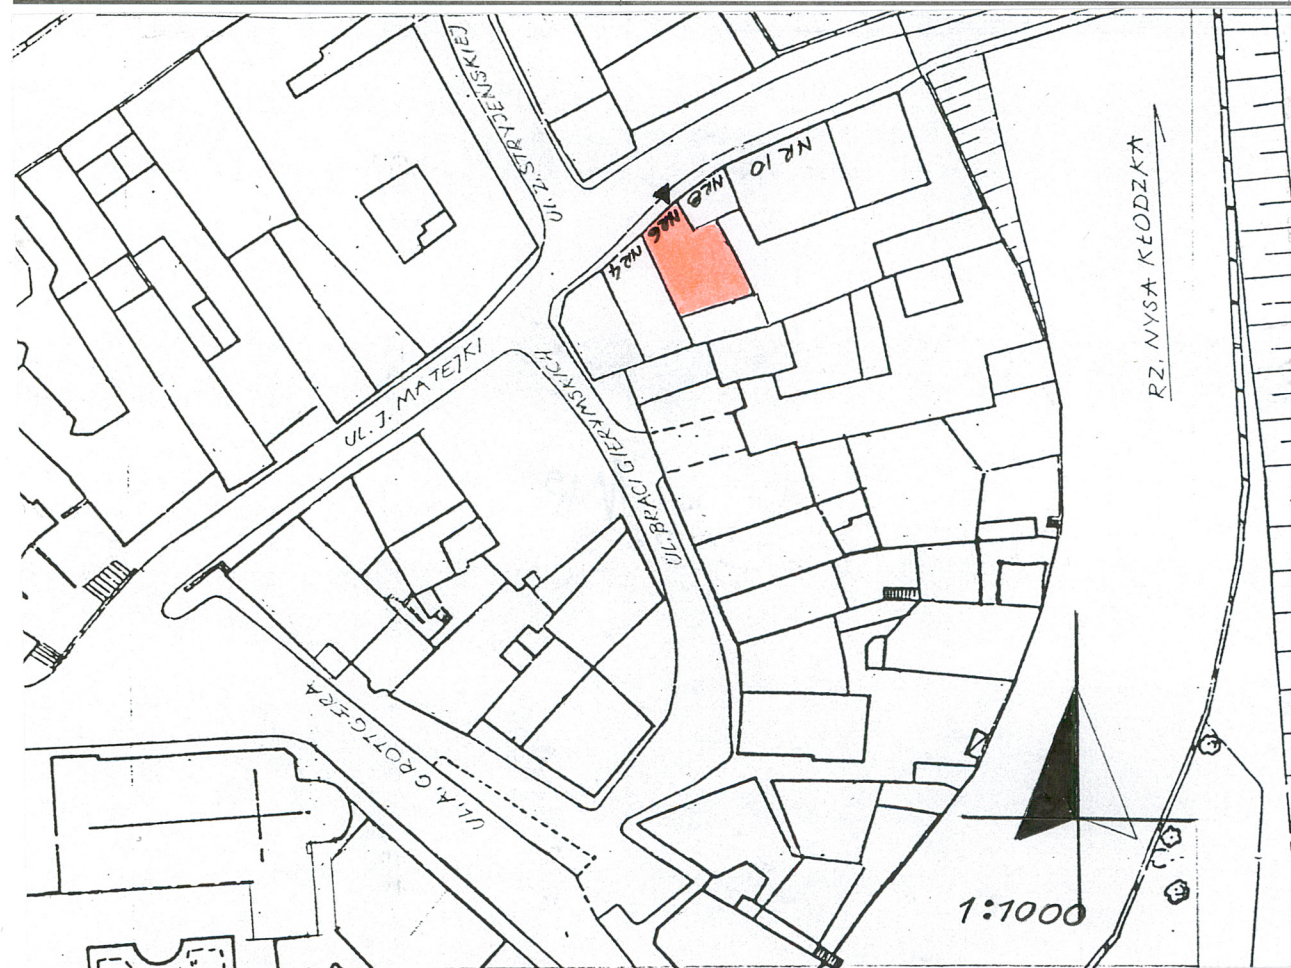 UL. Z. STRYJEŃSKIEJ
NR 10
NR 8
NR 6
NR 4
RZ. NYSA KŁODZKA
UL. J. MATEJKI
UL. BRACI GIERYMSKICH
UL. A. GROTTGERA
1:1000